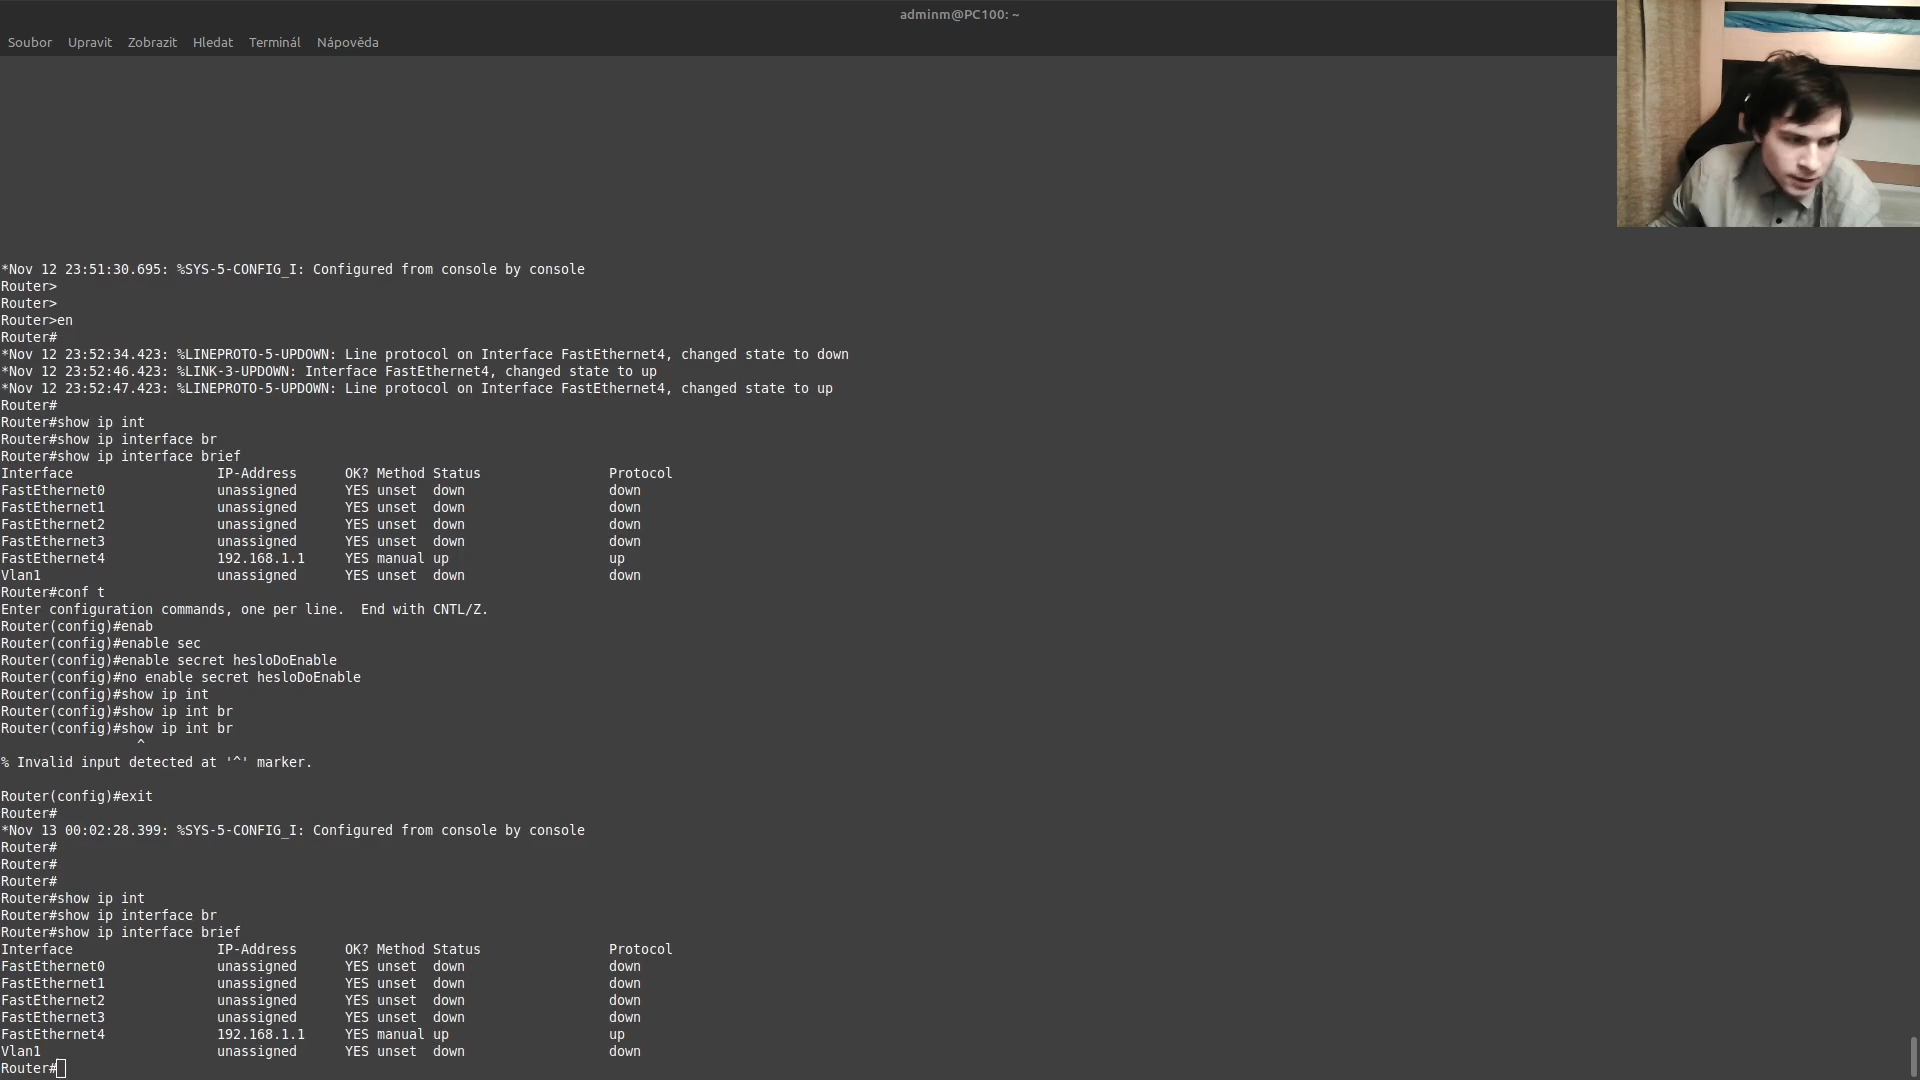 adminm@PC100: ~
Soubor Upravit Zobrazit Hledat Terminál Nápověda
*Nov 12 23:51:30.695: %SYS-5-CONFIG_I: Configured from console by console
Router>
Router>
Router>en
Router#
*Nov 12 23:52:34.423: %LINEPROTO-5-UPDOWN: Line protocol on Interface FastEthernet4, changed state to down
*Nov 12 23:52:46.423: %LINK-3-UPDOWN: Interface FastEthernet4, changed state to up
*Nov 12 23:52:47.423: %LINEPROTO-5-UPDOWN: Line protocol on Interface FastEthernet4, changed state to up
Router#
Router#show ip int
Router#show ip interface br
Router#show ip interface brief
Interface IP-Address OK? Method Status Protocol
FastEthernet0 unassigned YES unset down down
FastEthernet1 unassigned YES unset down down
FastEthernet2 unassigned YES unset down down
FastEthernet3 unassigned YES unset down down
FastEthernet4 192.168.1.1 YES manual up up
Vlan1 unassigned YES unset down down
Router#conf t
Enter configuration commands, one per line. End with CNTL/Z.
Router(config)#enab
Router(config)#enable sec
Router(config)#enable secret hesloDoEnable
Router(config)#no enable secret hesloDoEnable
Router(config)#show ip int
Router(config)#show ip int br
Router(config)#show ip int br
^
% Invalid input detected at '^' marker.
Router(config)#exit
Router#
*Nov 13 00:02:28.399: %SYS-5-CONFIG_I: Configured from console by console
Router#
Router#
Router#
Router#show ip int
Router#show ip interface br
Router#show ip interface brief
Interface IP-Address OK? Method Status Protocol
FastEthernet0 unassigned YES unset down down
FastEthernet1 unassigned YES unset down down
FastEthernet2 unassigned YES unset down down
FastEthernet3 unassigned YES unset down down
FastEthernet4 192.168.1.1 YES manual up up
Vlan1 unassigned YES unset down down
Router#